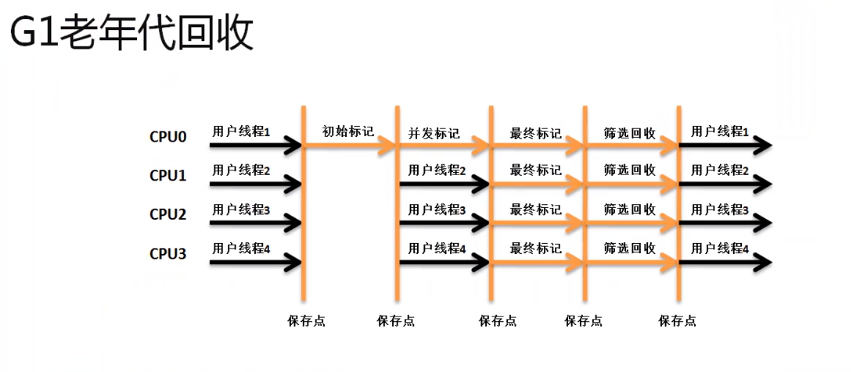 G1老年代回收
CPU0 用户线程1 初始标记 并发标记 最终标记 筛选回收 用户线程1
CPU1 用户线程2 用户线程2 最终标记 筛选回收 用户线程2
CPU2 用户线程3 用户线程3 最终标记 筛选回收 用户线程3
CPU3 用户线程4 用户线程4 最终标记 筛选回收 用户线程4
保存点 保存点 保存点 保存点 保存点